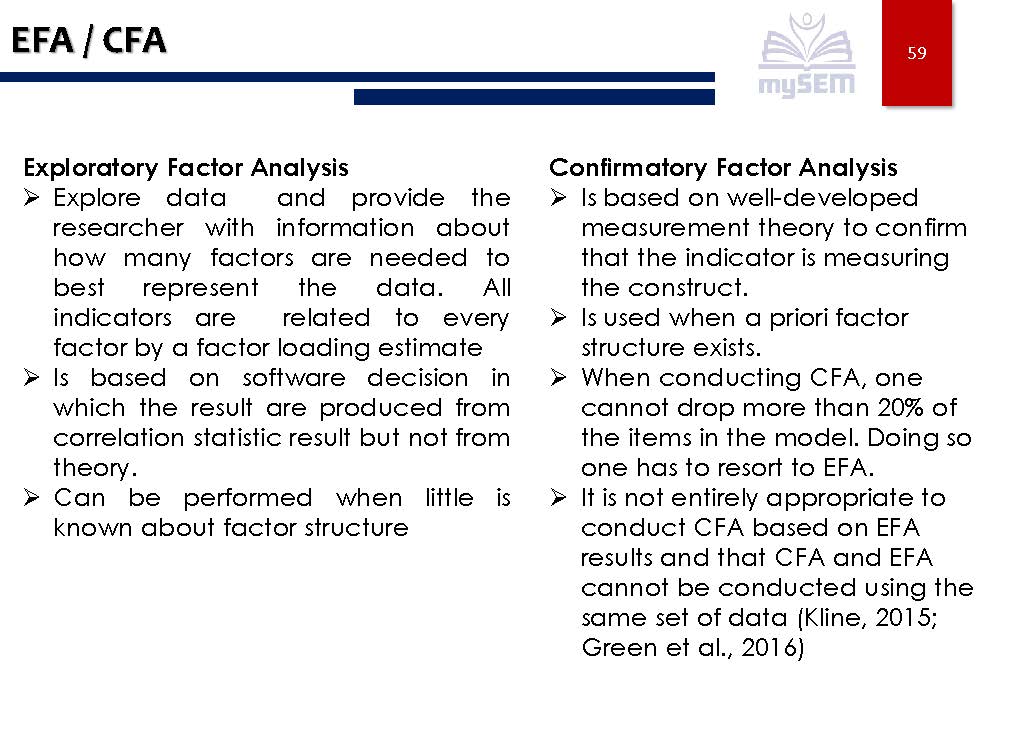 EFA / CFA
mySEM
59
Exploratory Factor Analysis
➢ Explore data and provide the
researcher with information about
how many factors are needed to
best represent the data. All
indicators are related to every
factor by a factor loading estimate
➢ Is based on software decision in
which the result are produced from
correlation statistic result but not from
theory.
➢ Can be performed when little is
known about factor structure
Confirmatory Factor Analysis
➢ Is based on well-developed
measurement theory to confirm
that the indicator is measuring
the construct.
➢ Is used when a priori factor
structure exists.
➢ When conducting CFA, one
cannot drop more than 20% of
the items in the model. Doing so
one has to resort to EFA.
➢ It is not entirely appropriate to
conduct CFA based on EFA
results and that CFA and EFA
cannot be conducted using the
same set of data (Kline, 2015;
Green et al., 2016)